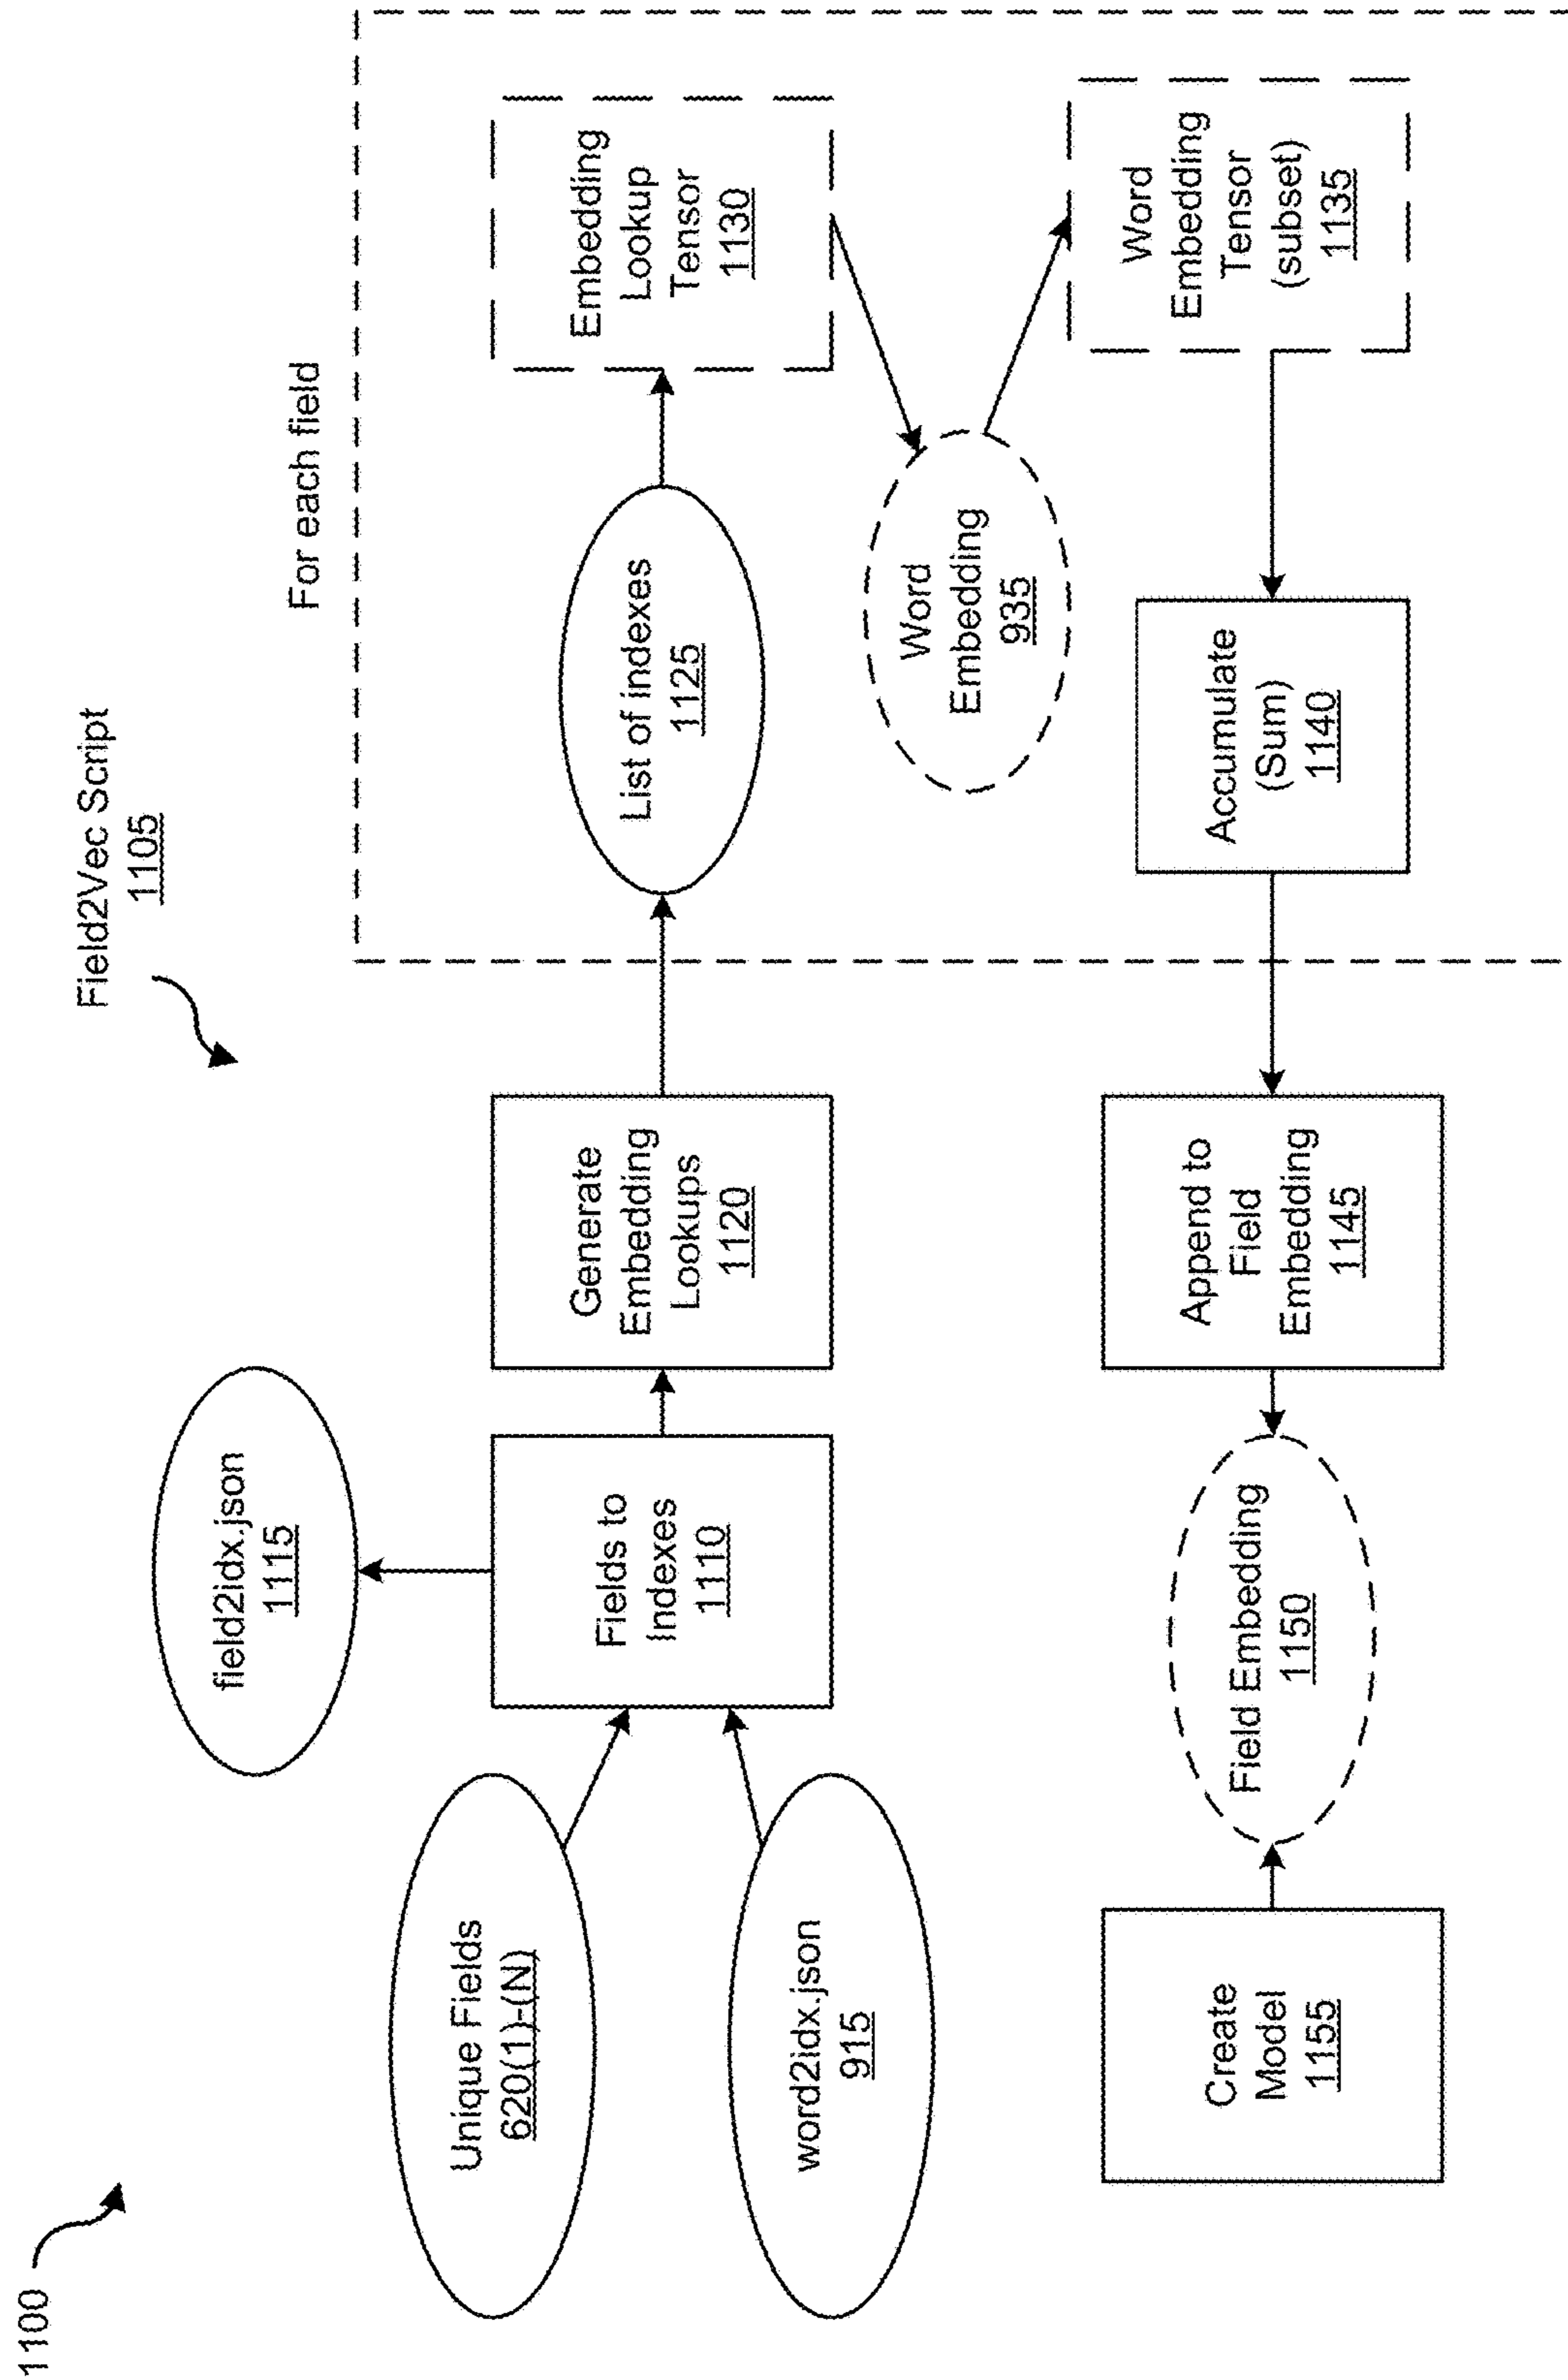 1100
Field2Vec Script
1105
For each field
field2idx.json
1115
Unique Fields
620(1)-(N)
word2idx.json
915
Fields to
Indexes
1110
Generate
Embedding
Lookups
1120
List of indexes
1125
Embedding
Lookup
Tensor
1130
Word
Embedding
935
Word
Embedding
Tensor
(subset)
1135
Accumulate
(Sum)
1140
Append to
Field
Embedding
1145
Field Embedding
1150
Create
Model
1155